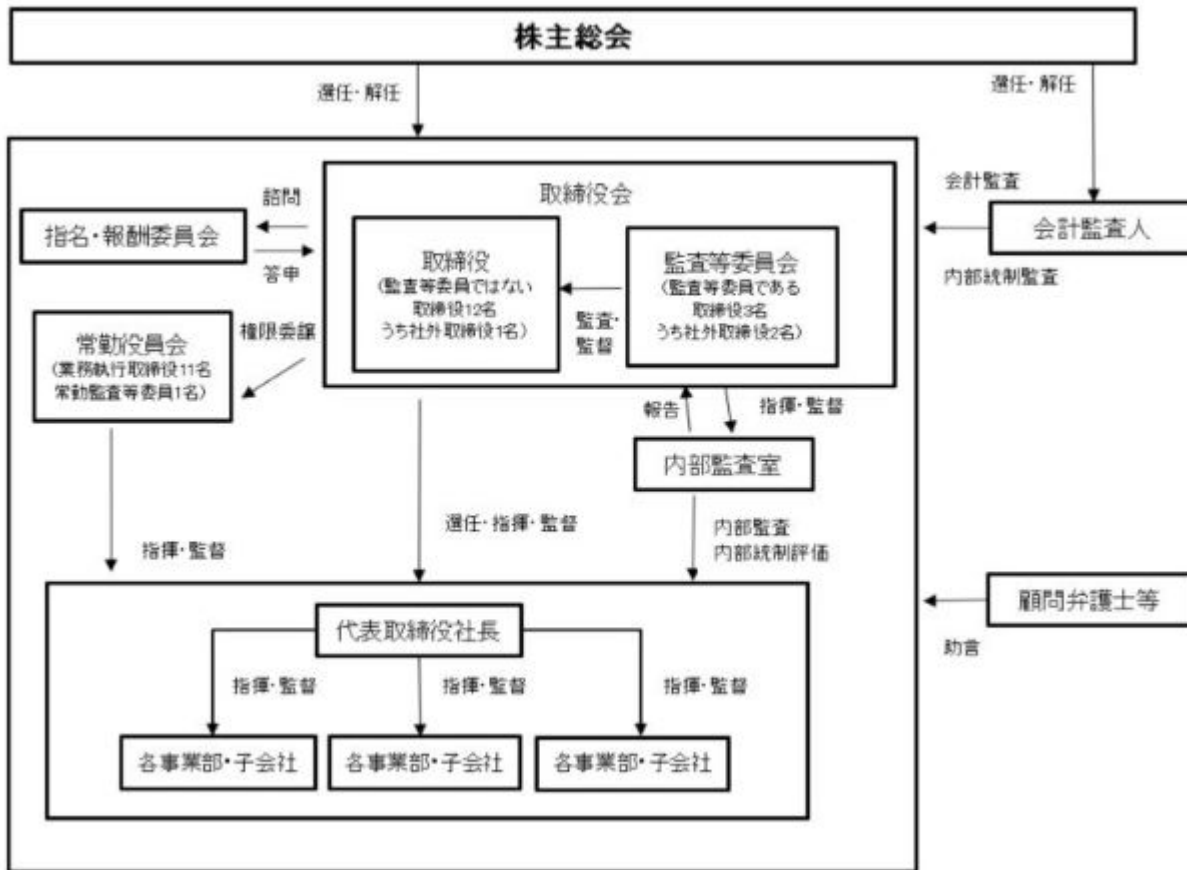 株主総会
選任・解任
選任・解任
諮問
指名・報酬委員会
答申
取締役会
取締役
(監査等委員ではない
取締役12名
うち社外取締役1名)
監査・
監督
監査等委員会
(監査等委員である
取締役3名
うち社外取締役2名)
会計監査
会計監査人
内部統制監査
権限委譲
常勤役員会
(業務執行取締役11名
常勤監査等委員1名)
報告
指揮・監督
内部監査室
指揮・監督
選任・指揮・監督
内部監査
内部統制評価
顧問弁護士等
助言
代表取締役社長
指揮・監督
指揮・監督
指揮・監督
各事業部・子会社
各事業部・子会社
各事業部・子会社